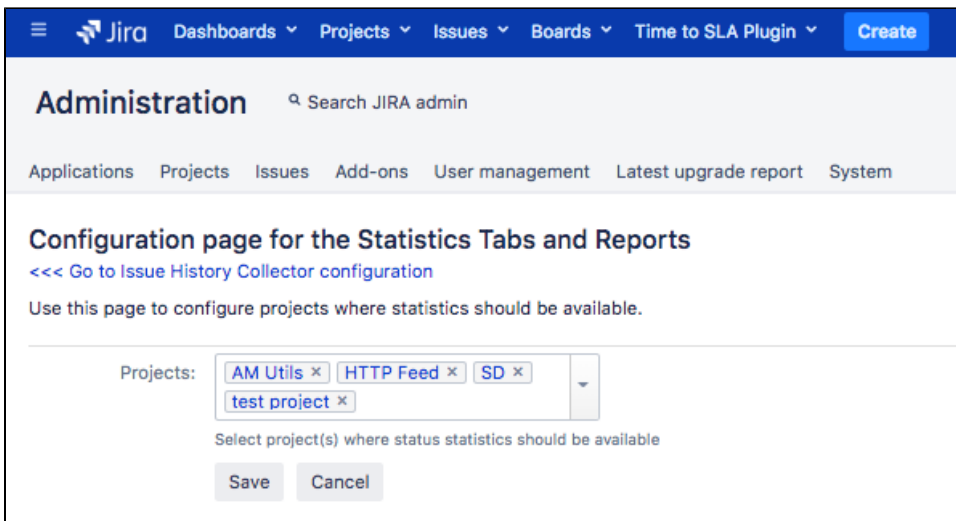 Jira Dashboards Projects Issues Boards Time to SLA Plugin Create
Administration Search JIRA admin
Applications Projects Issues Add-ons User management Latest upgrade report System
Configuration page for the Statistics Tabs and Reports
<<< Go to Issue History Collector configuration
Use this page to configure projects where statistics should be available.
Projects: AM Utils × HTTP Feed × SD ×
test project ×
Select project(s) where status statistics should be available
Save Cancel